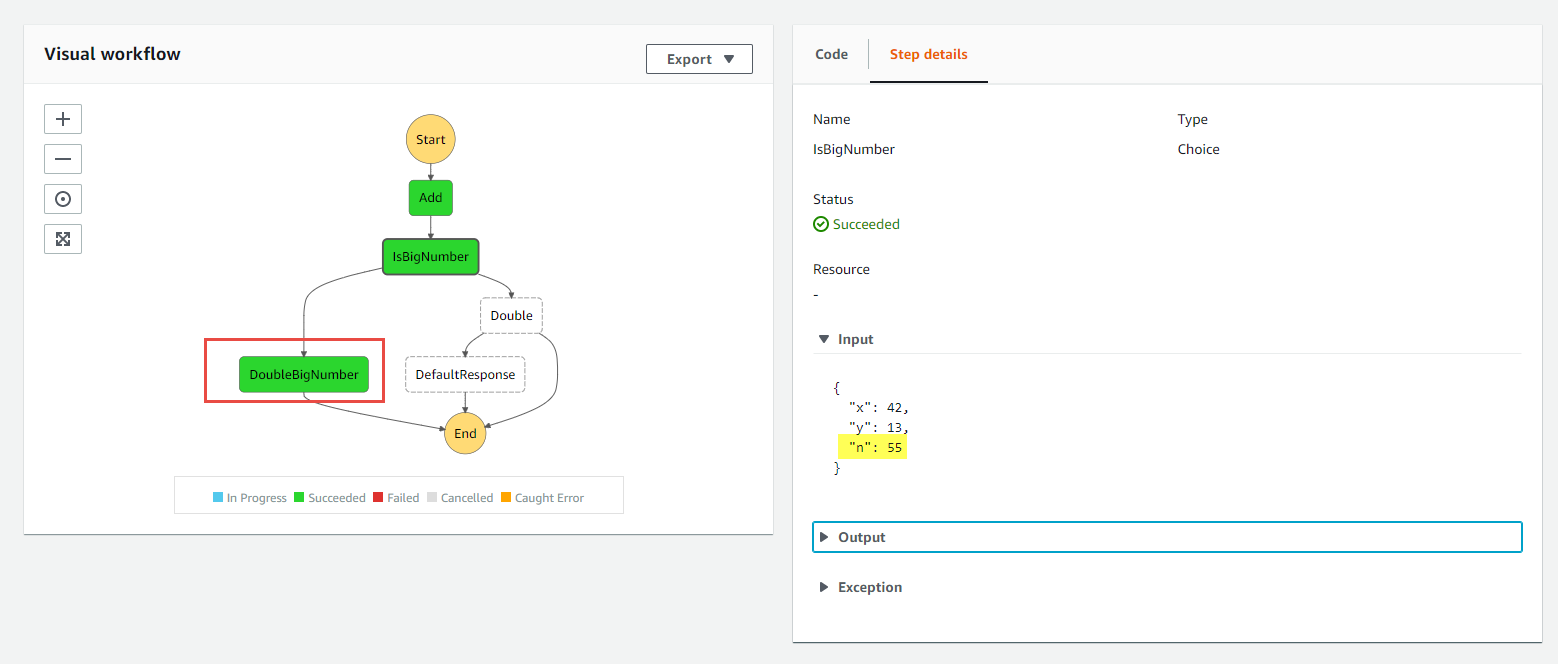 Visual workflow
Export
Start
Add
IsBigNumber
Double
DoubleBigNumber
DefaultResponse
End
In Progress Succeeded Failed Cancelled Caught Error
Code Step details
Name Type
IsBigNumber Choice
Status
Succeeded
Resource
-
Input
{
"x": 42,
"y": 13,
"n": 55
}
Output
Exception